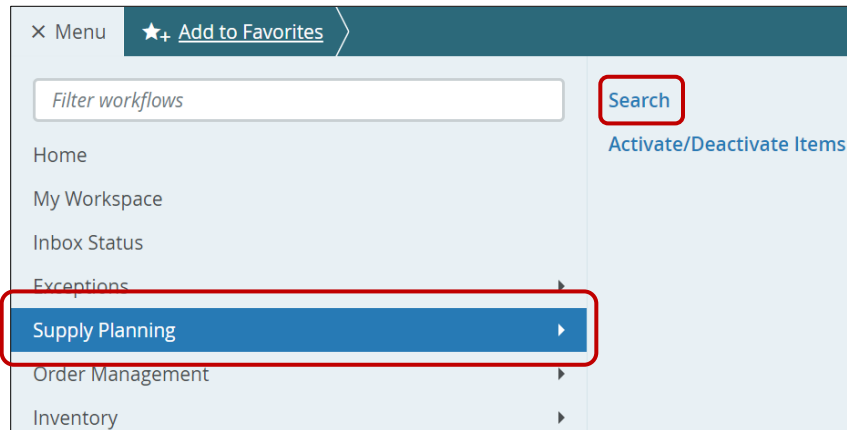 × Menu
Add to Favorites
Filter workflows
Home
My Workspace
Inbox Status
Exceptions
Supply Planning
Order Management
Inventory
Search
Activate/Deactivate Items